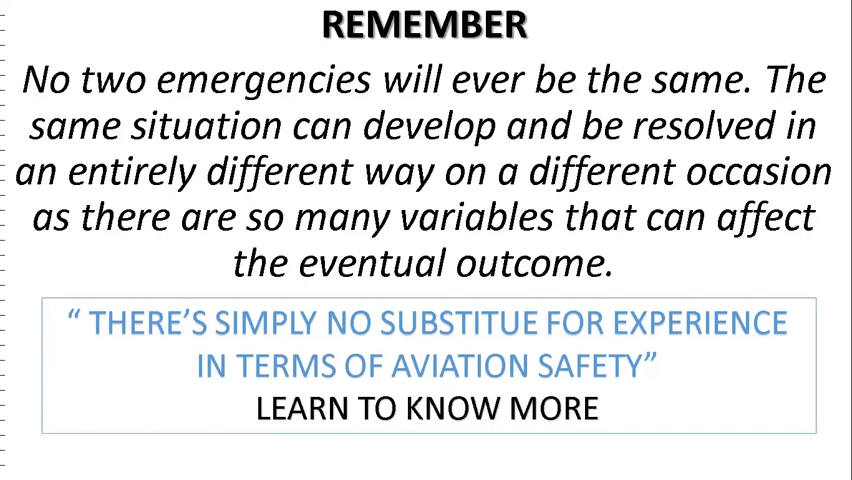 REMEMBER
No two emergencies will ever be the same. The
same situation can develop and be resolved in
an entirely different way on a different occasion
as there are so many variables that can affect
the eventual outcome.
“ THERE’S SIMPLY NO SUBSTITUE FOR EXPERIENCE
IN TERMS OF AVIATION SAFETY”
LEARN TO KNOW MORE